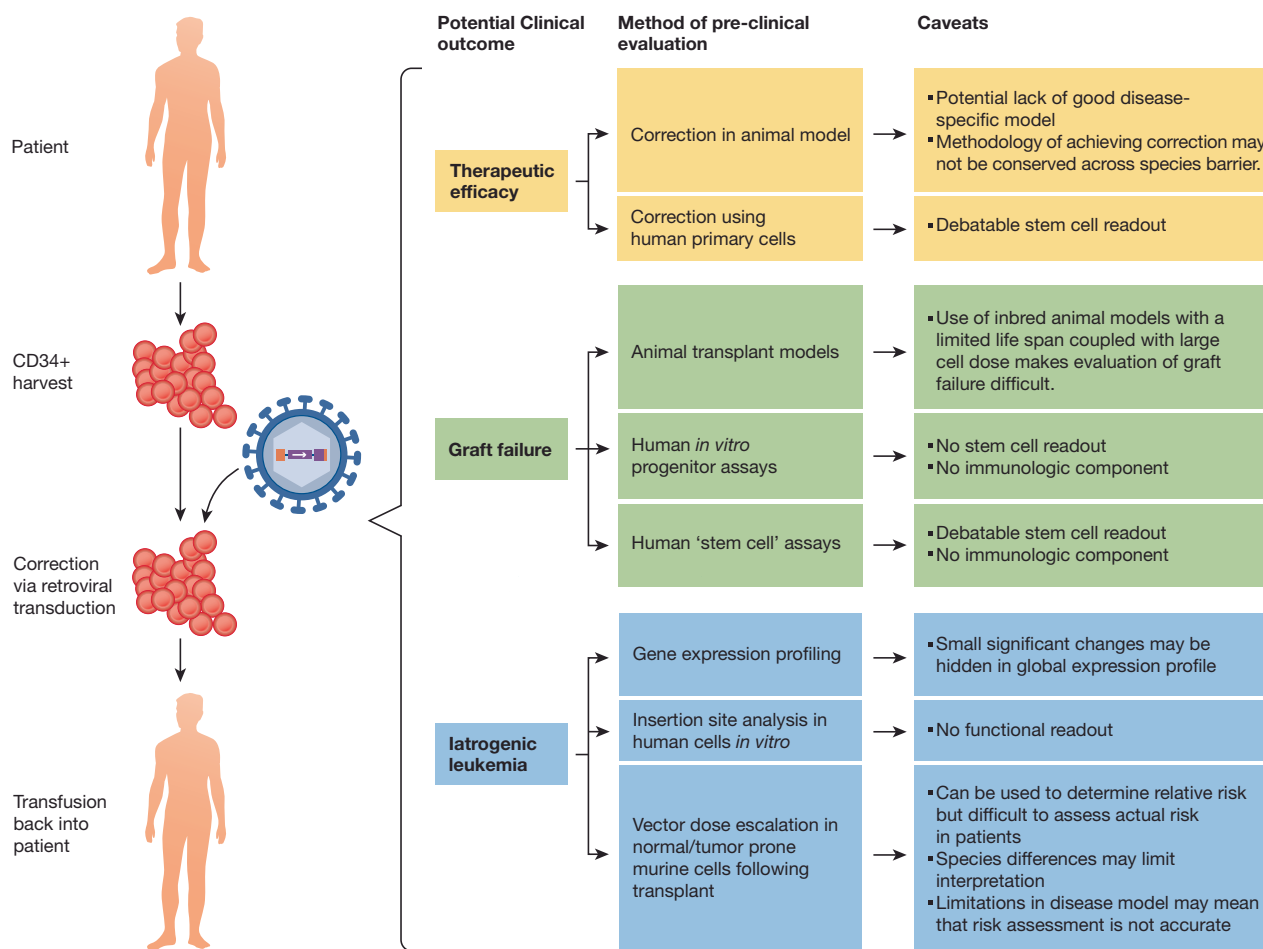 Patient
CD34+
harvest
Correction
via retroviral
transduction
Transfusion
back into
patient
Potential Clinical
outcome
Method of pre-clinical
evaluation
Caveats
Therapeutic
efficacy
Correction in animal model
▪Potential lack of good disease-
specific model
▪Methodology of achieving correction may
not be conserved across species barrier.
Correction using
human primary cells
▪Debatable stem cell readout
Graft failure
Animal transplant models
▪Use of inbred animal models with a
limited life span coupled with large
cell dose makes evaluation of graft
failure difficult.
Human in vitro
progenitor assays
▪No stem cell readout
▪No immunologic component
Human ‘stem cell’ assays
▪Debatable stem cell readout
▪No immunologic component
Iatrogenic
leukemia
Gene expression profiling
▪Small significant changes may be
hidden in global expression profile
Insertion site analysis in
human cells in vitro
▪No functional readout
Vector dose escalation in
normal/tumor prone
murine cells following
transplant
▪Can be used to determine relative risk
but difficult to assess actual risk
in patients
▪Species differences may limit
interpretation
▪Limitations in disease model may mean
that risk assessment is not accurate